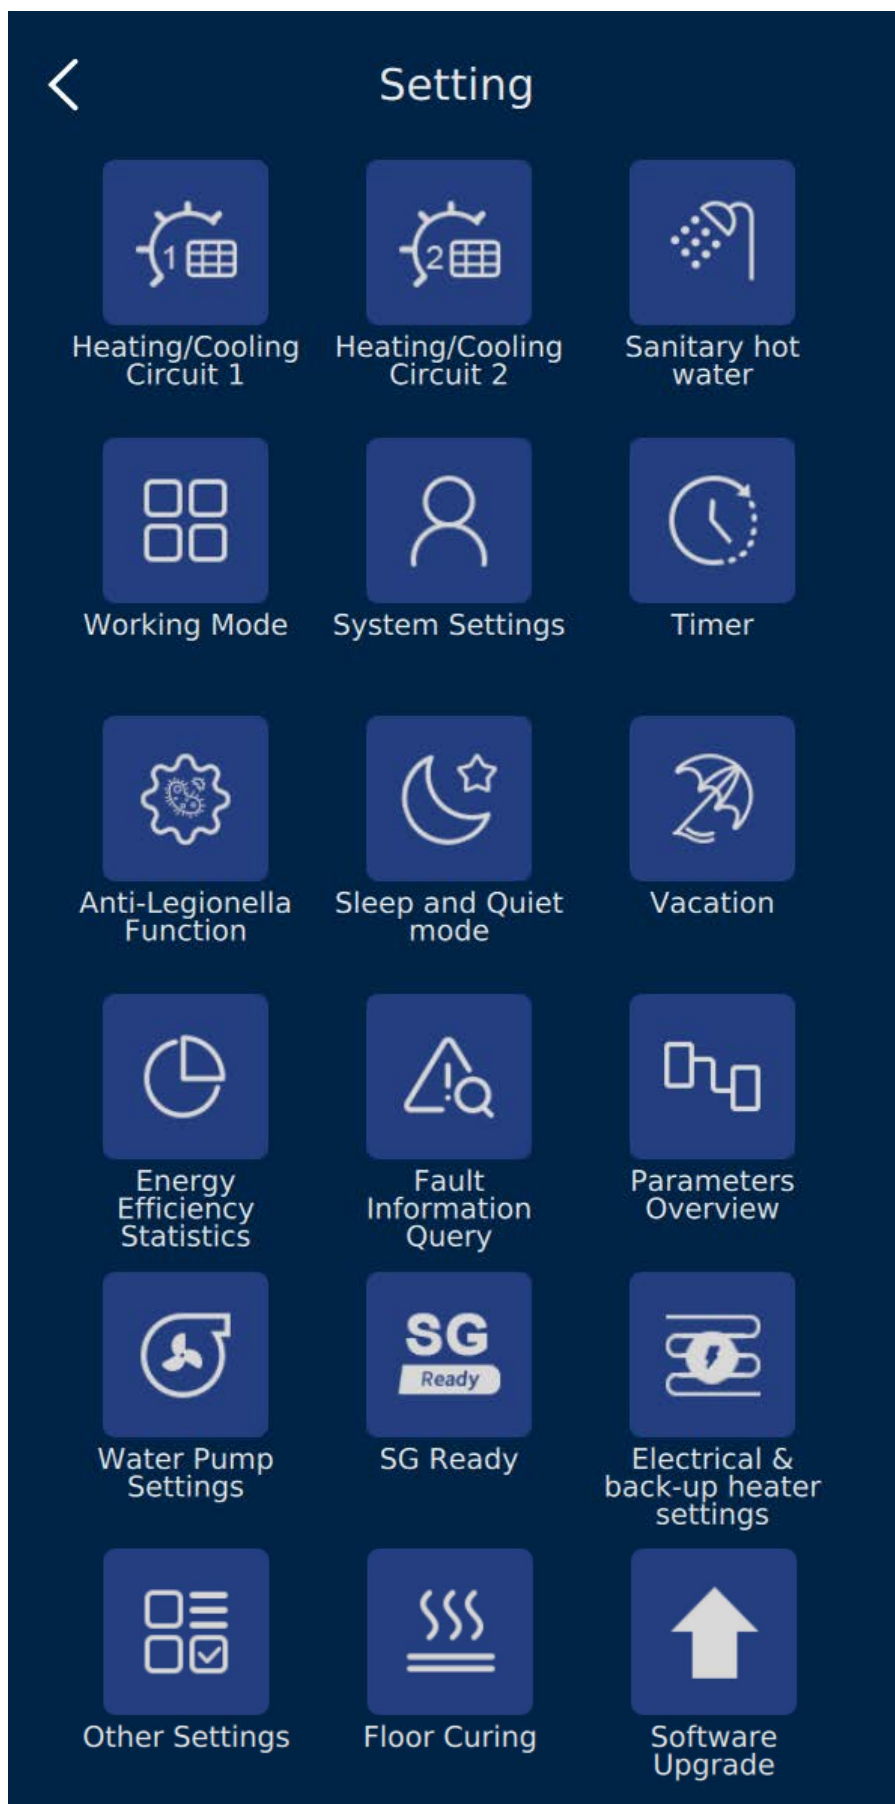 Setting
1
2
Heating/Cooling
Circuit 1
Heating/Cooling
Circuit 2
Sanitary hot
water
Working Mode
System Settings
Timer
Anti-Legionella
Function
Sleep and Quiet
mode
Vacation
Energy
Efficiency
Statistics
Fault
Information
Query
Parameters
Overview
SG
Ready
Water Pump
Settings
SG Ready
Electrical &
back-up heater
settings
Other Settings
Floor Curing
Software
Upgrade